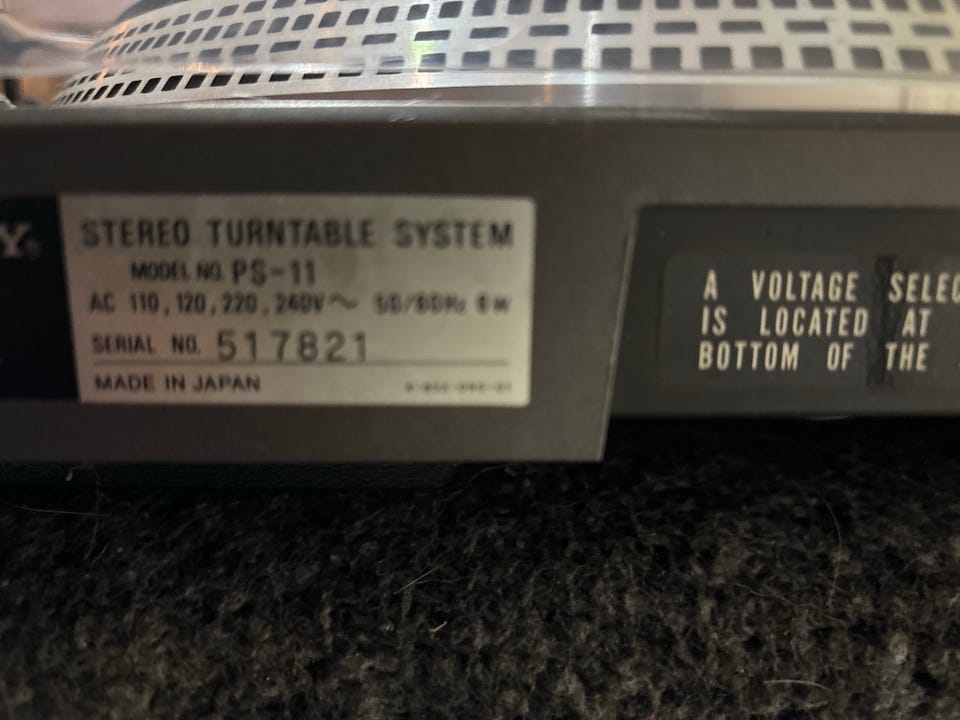 Y®
STEREO TURNTABLE SYSTEM
MODEL NO. PS-11
AC 110, 120, 220, 240V ～ 50/60Hz 6W
SERIAL NO. 517821
MADE IN JAPAN
A VOLTAGE SELEC
IS LOCATED AT
BOTTOM OF THE